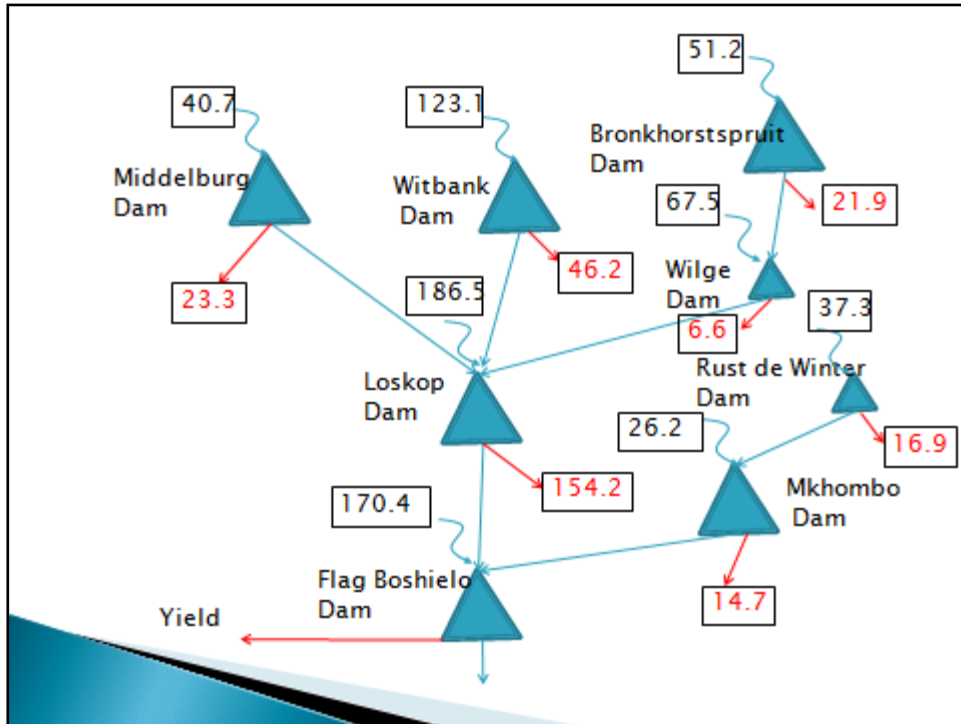 51.2
40.7
123.1
Bronkhorstspruit
Dam
Middelburg
Dam
Witbank
Dam
67.5
21.9
46.2
Wilge
Dam
23.3
186.5
6.6
37.3
Rust de Winter
Dam
Loskop
Dam
26.2
16.9
154.2
170.4
Mkhombo
Dam
Flag Boshielo
Dam
14.7
Yield